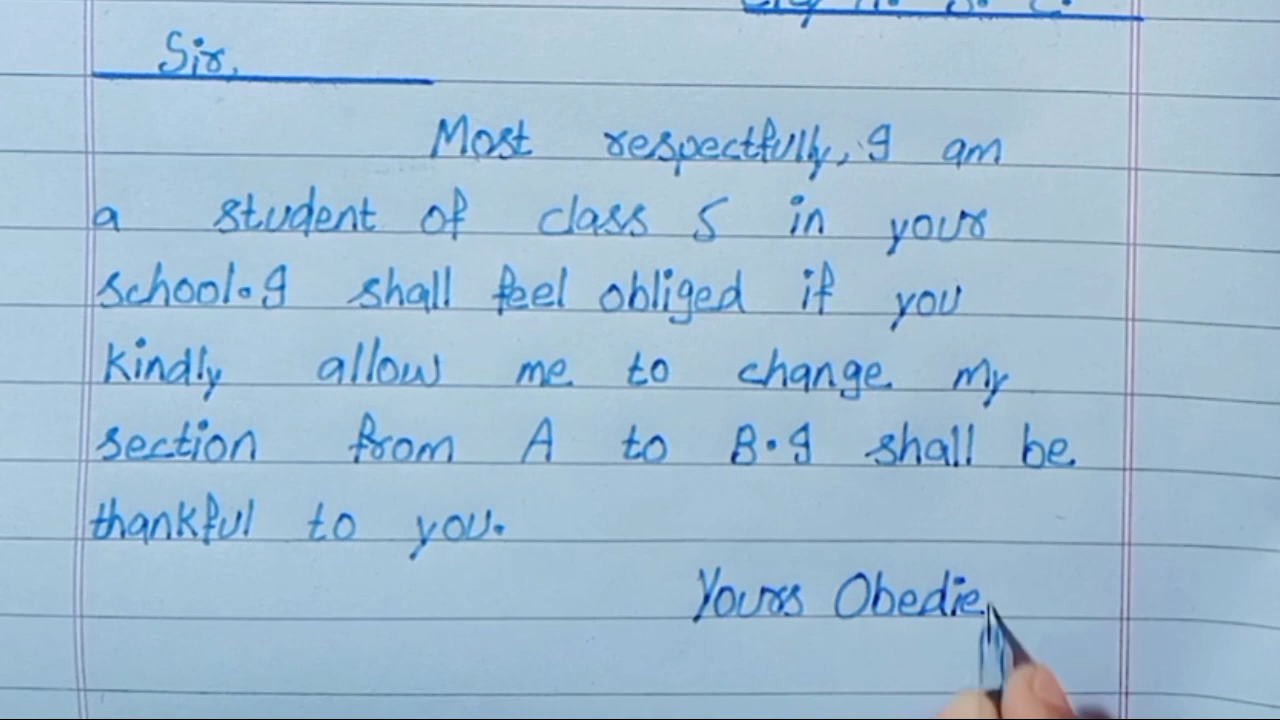 Sir,
Most respectfully, I am
a student of class 5 in your
school. I shall feel obliged if you
kindly allow me to change my
section from A to B. I shall be
thankful to you.
Yours Obedie